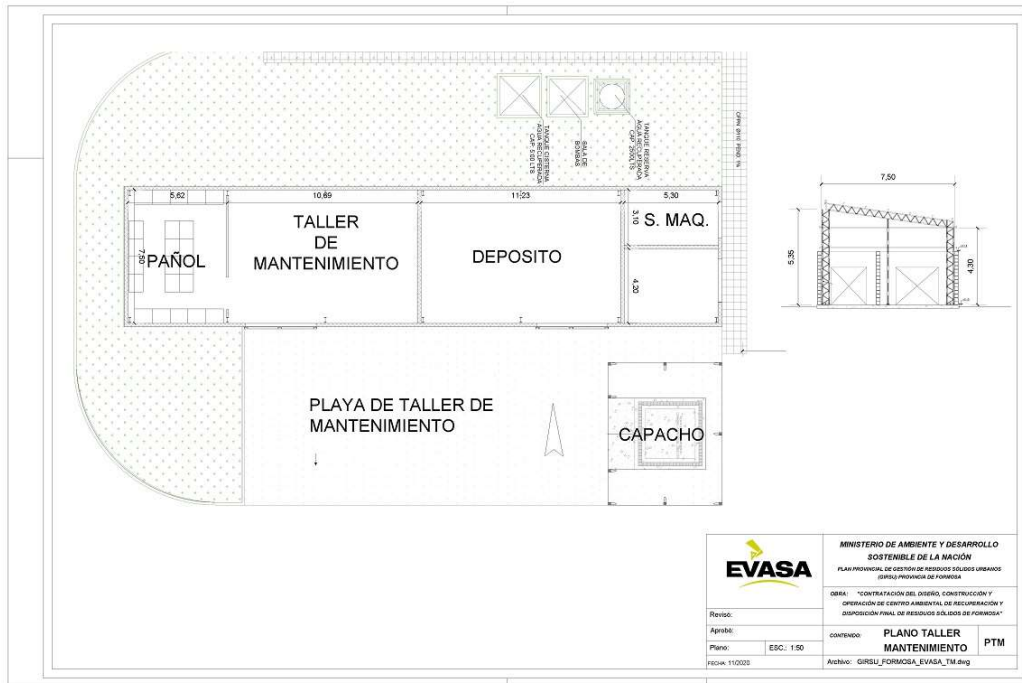 TANQUE CISTERNA
AGUA RECUPERADA
SALA DE
BOMBAS
TANQUE RESERVA
AGUA RECUPERADA
5,62
10,69
11,23
5,30
7,50
PAÑOL
TALLER
DE
MANTENIMIENTO
DEPOSITO
3,10
S. MAQ.
4,20
7,50
5,35
4,30
PLAYA DE TALLER DE
MANTENIMIENTO
CAPACHO
EVASA
MINISTERIO DE AMBIENTE Y DESARROLLO
SOSTENIBLE DE LA NACIÓN
PLAN PROVINCIAL DE GESTIÓN DE RESIDUOS SÓLIDOS URBANOS
(GIRSU) PROVINCIA DE FORMOSA
OBRA: "CONTRATACIÓN DEL DISEÑO, CONSTRUCCIÓN Y
OPERACIÓN DE CENTRO AMBIENTAL DE RECUPERACIÓN Y
DISPOSICIÓN FINAL DE RESIDUOS SÓLIDOS DE FORMOSA"
Revisó:
Aprobó:
Plano:
ESC.: 1:50
FECHA: 11/2020
CONTENIDO: PLANO TALLER
MANTENIMIENTO
PTM
Archivo: GIRSU_FORMOSA_EVASA_TM.dwg